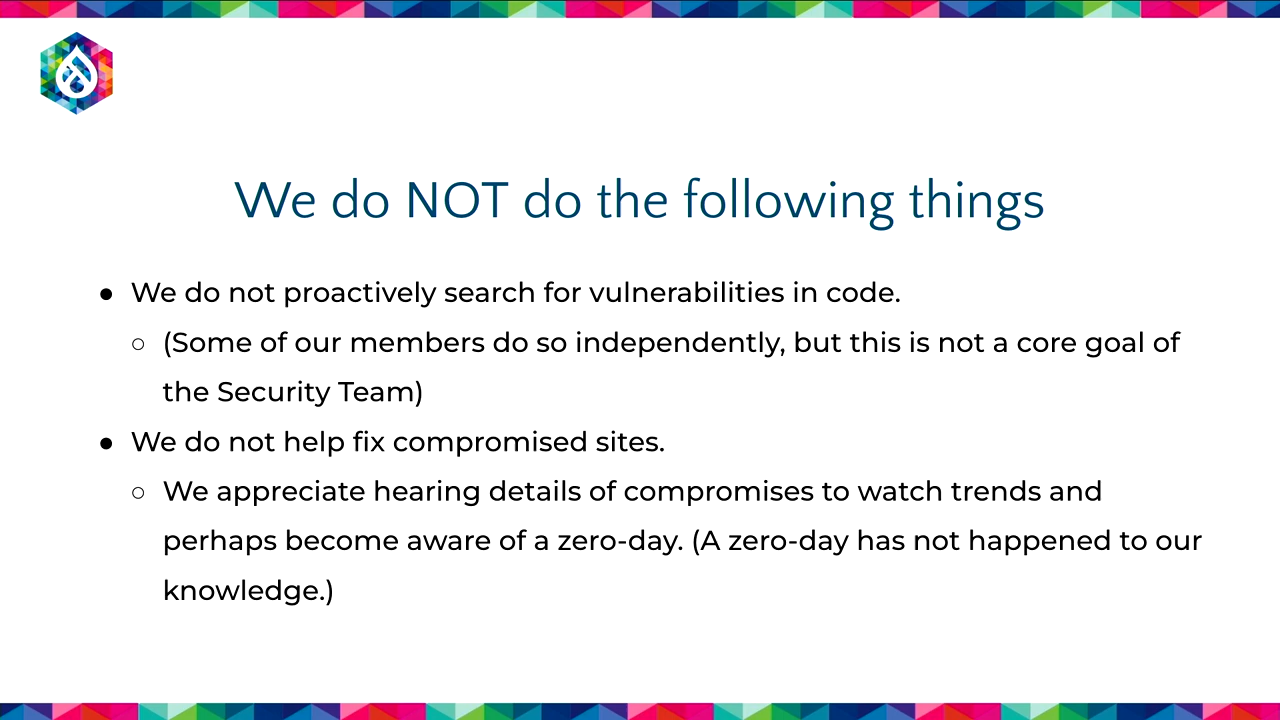 We do NOT do the following things
● We do not proactively search for vulnerabilities in code.
○ (Some of our members do so independently, but this is not a core goal of
the Security Team)
● We do not help fix compromised sites.
○ We appreciate hearing details of compromises to watch trends and
perhaps become aware of a zero-day. (A zero-day has not happened to our
knowledge.)